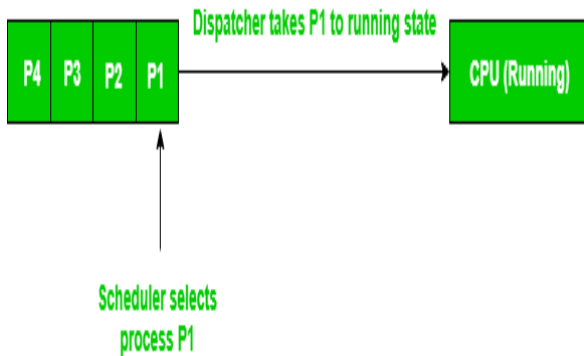 Dispatcher takes P1 to running state
P4 P3 P2 P1
CPU (Running)
Scheduler selects
process P1